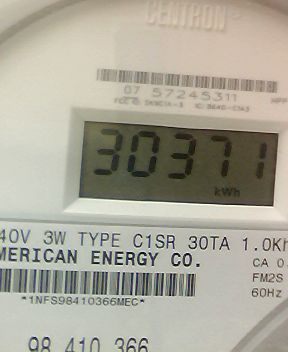 CENTRON
07 57245311
30371
kWh
40V 3W TYPE C1SR 30TA 1.0Kh
MERICAN ENERGY CO.
CA 0.
FM2S
60Hz
*1NFS98410366MEC*
98 410 366